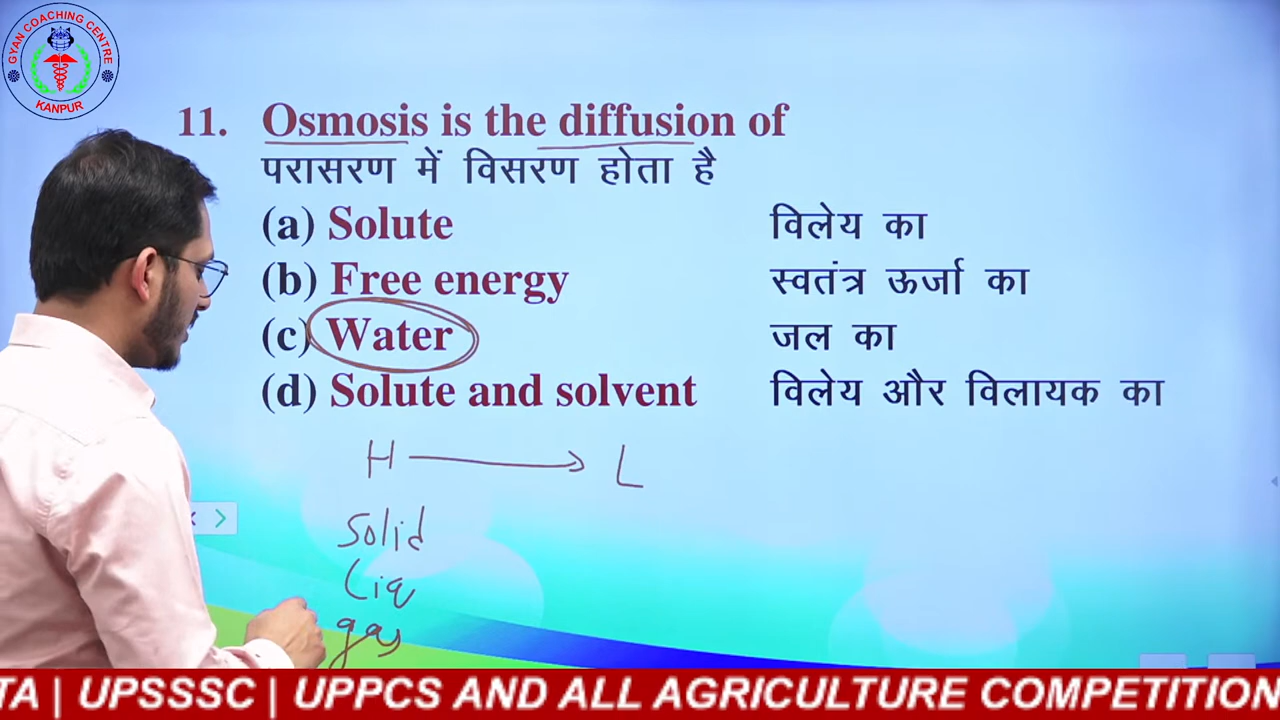 GYAN COACHING CENTRE
KANPUR
11. Osmosis is the diffusion of
परासरण में विसरण होता है
(a) Solute विलेय का
(b) Free energy स्वतंत्र ऊर्जा का
(c) Water जल का
(d) Solute and solvent विलेय और विलायक का
H → L
Solid
Liq
gas
TA | UPSSSC | UPPCS AND ALL AGRICULTURE COMPETITION